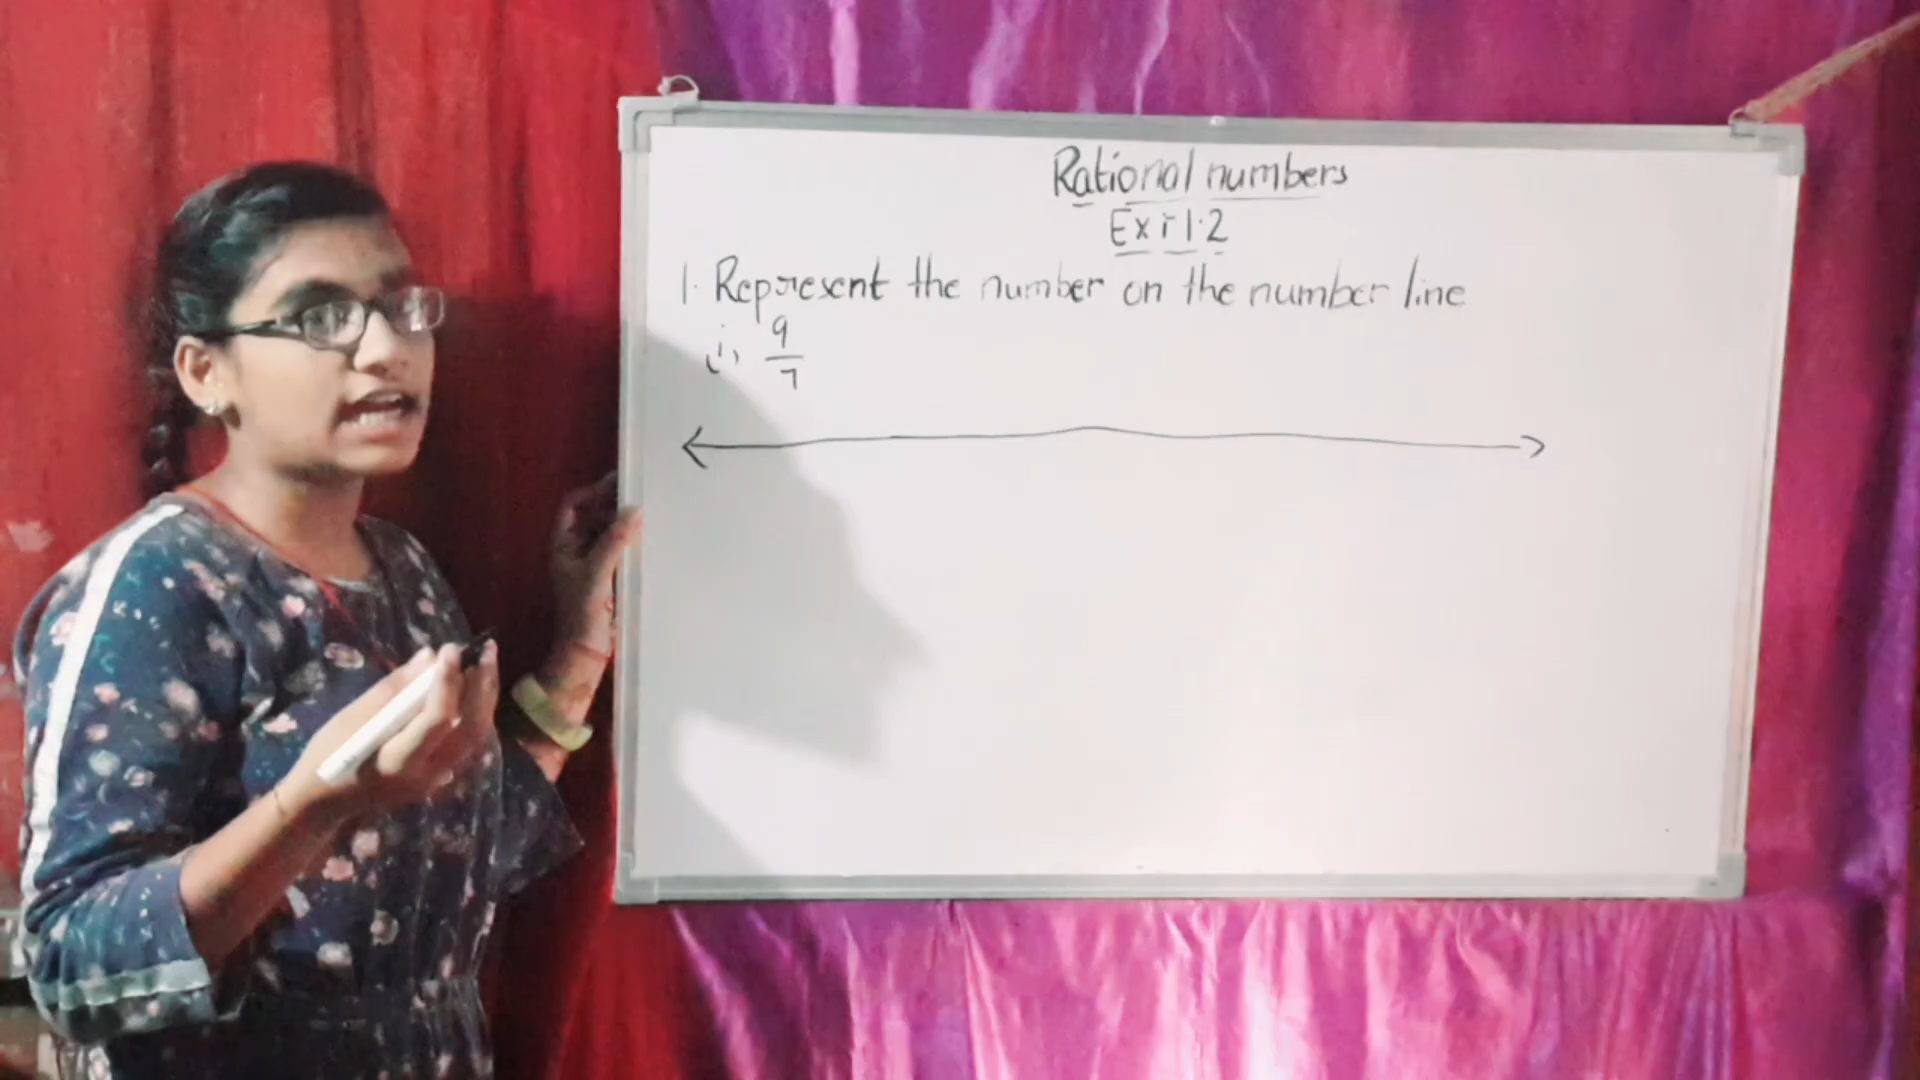 Rational numbers
Ex:-1.2
1. Represent the number on the number line
(i) 9/7